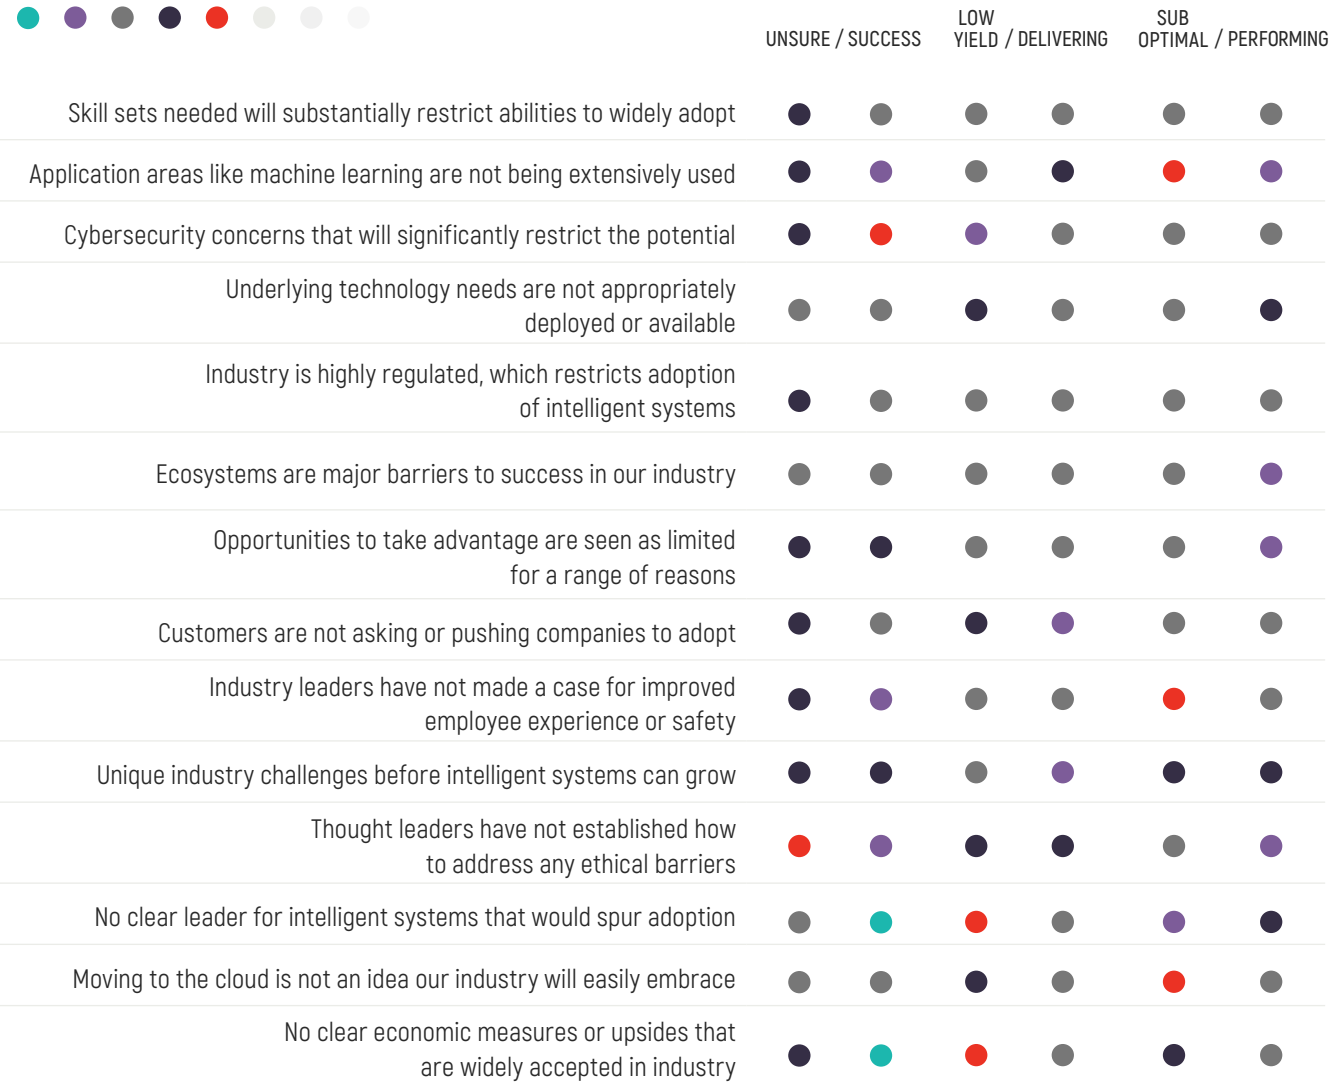 UNSURE / SUCCESS
LOW
YIELD / DELIVERING
SUB
OPTIMAL / PERFORMING
Skill sets needed will substantially restrict abilities to widely adopt
Application areas like machine learning are not being extensively used
Cybersecurity concerns that will significantly restrict the potential
Underlying technology needs are not appropriately
deployed or available
Industry is highly regulated, which restricts adoption
of intelligent systems
Ecosystems are major barriers to success in our industry
Opportunities to take advantage are seen as limited
for a range of reasons
Customers are not asking or pushing companies to adopt
Industry leaders have not made a case for improved
employee experience or safety
Unique industry challenges before intelligent systems can grow
Thought leaders have not established how
to address any ethical barriers
No clear leader for intelligent systems that would spur adoption
Moving to the cloud is not an idea our industry will easily embrace
No clear economic measures or upsides that
are widely accepted in industry